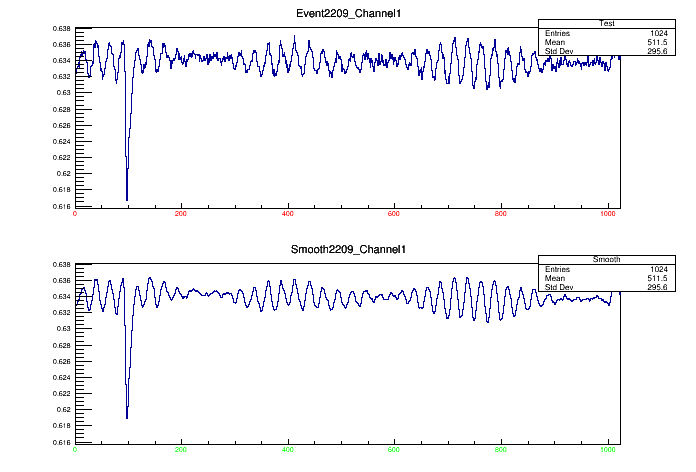 Event2209_Channel1
Test
Entries 1024
Mean 511.5
Std Dev 295.6
0.638
0.636
0.634
0.632
0.63
0.628
0.626
0.624
0.622
0.62
0.618
0.616
0 200 400 600 800 1000
Smooth2209_Channel1
Smooth
Entries 1024
Mean 511.5
Std Dev 295.6
0.638
0.636
0.634
0.632
0.63
0.628
0.626
0.624
0.622
0.62
0.618
0.616
0 200 400 600 800 1000